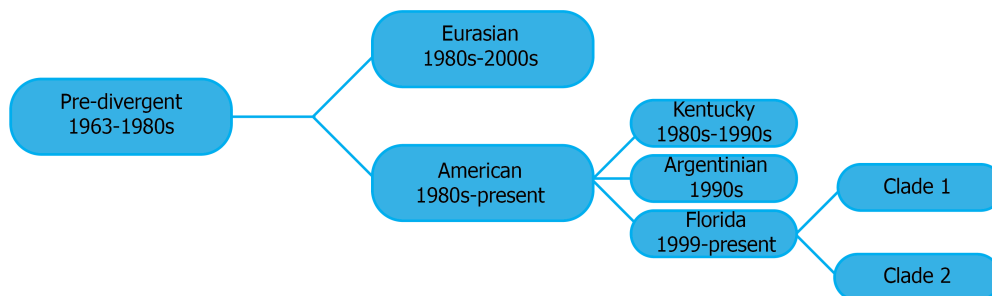 Pre-divergent
1963-1980s
Eurasian
1980s-2000s
American
1980s-present
Kentucky
1980s-1990s
Argentinian
1990s
Florida
1999-present
Clade 1
Clade 2